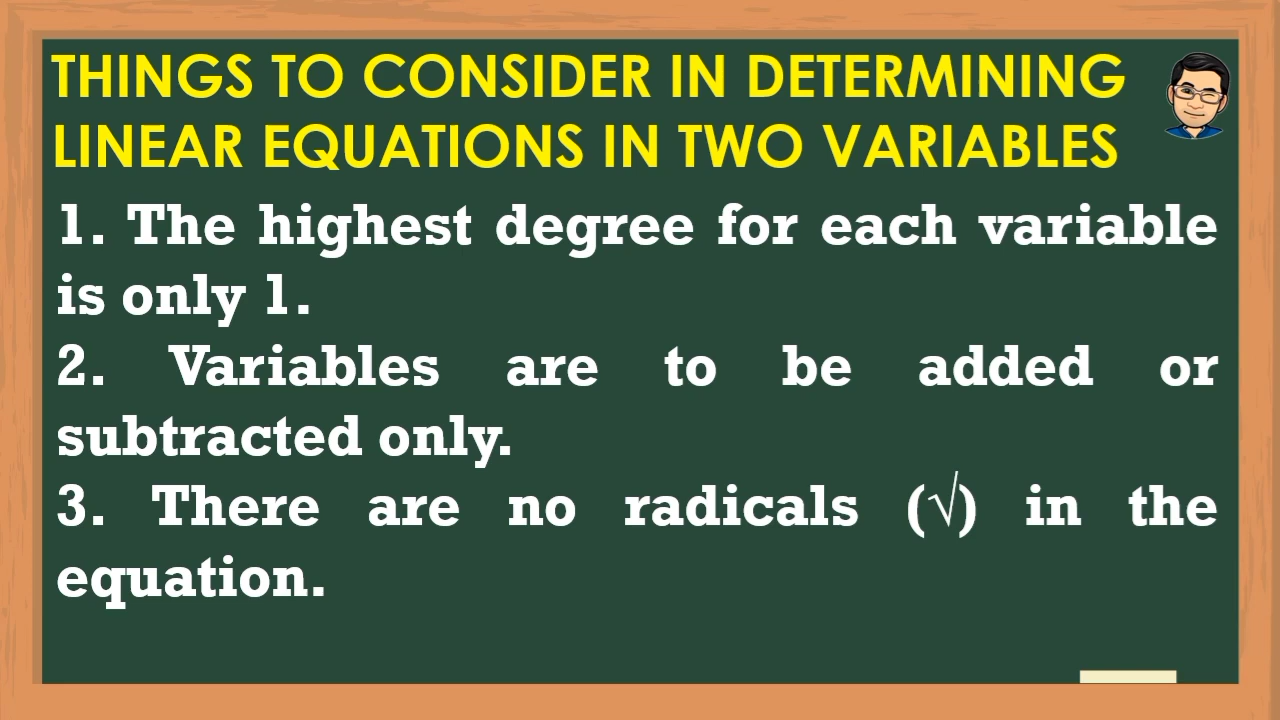 THINGS TO CONSIDER IN DETERMINING
LINEAR EQUATIONS IN TWO VARIABLES
1. The highest degree for each variable
is only 1.
2. Variables are to be added or
subtracted only.
3. There are no radicals (√) in the
equation.